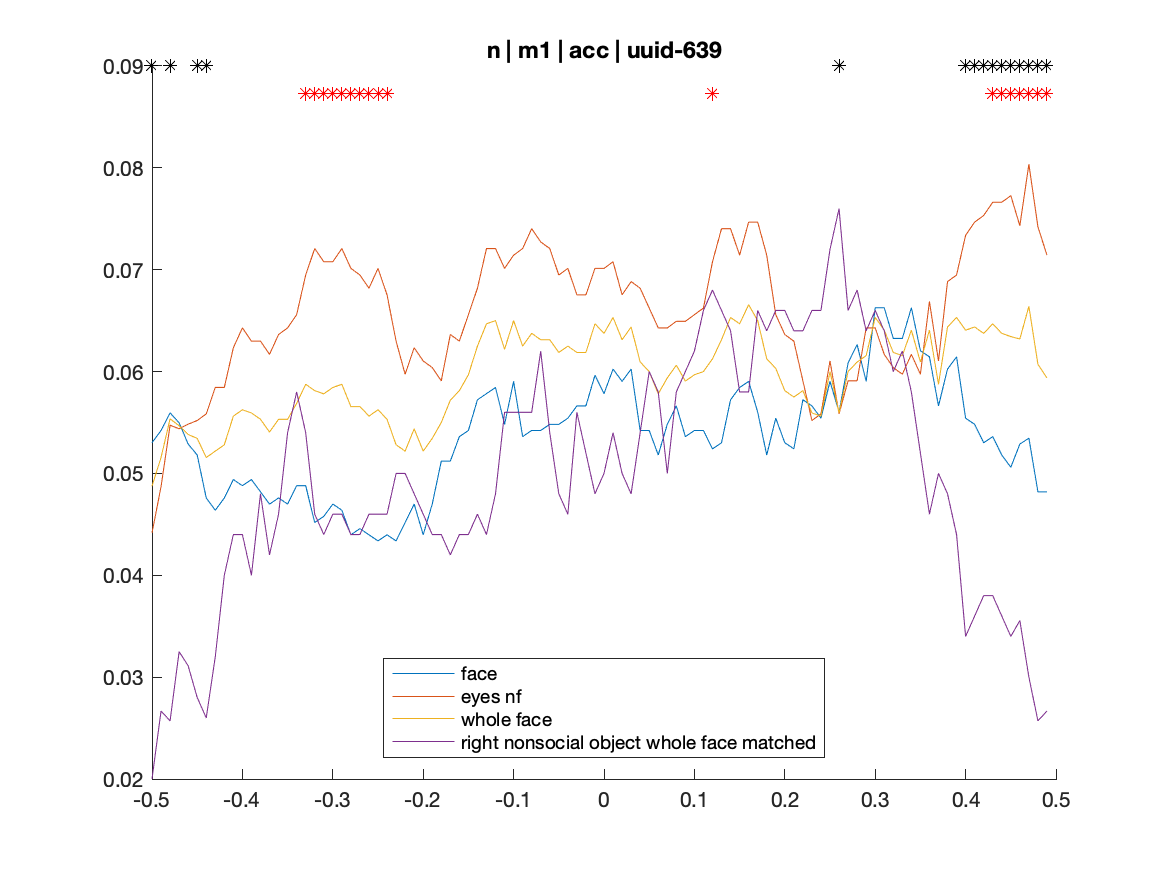 n | m1 | acc | uuid-639
0.09
0.08
0.07
0.06
0.05
0.04
0.03
0.02
face
eyes nf
whole face
right nonsocial object whole face matched
-0.5 -0.4 -0.3 -0.2 -0.1 0 0.1 0.2 0.3 0.4 0.5